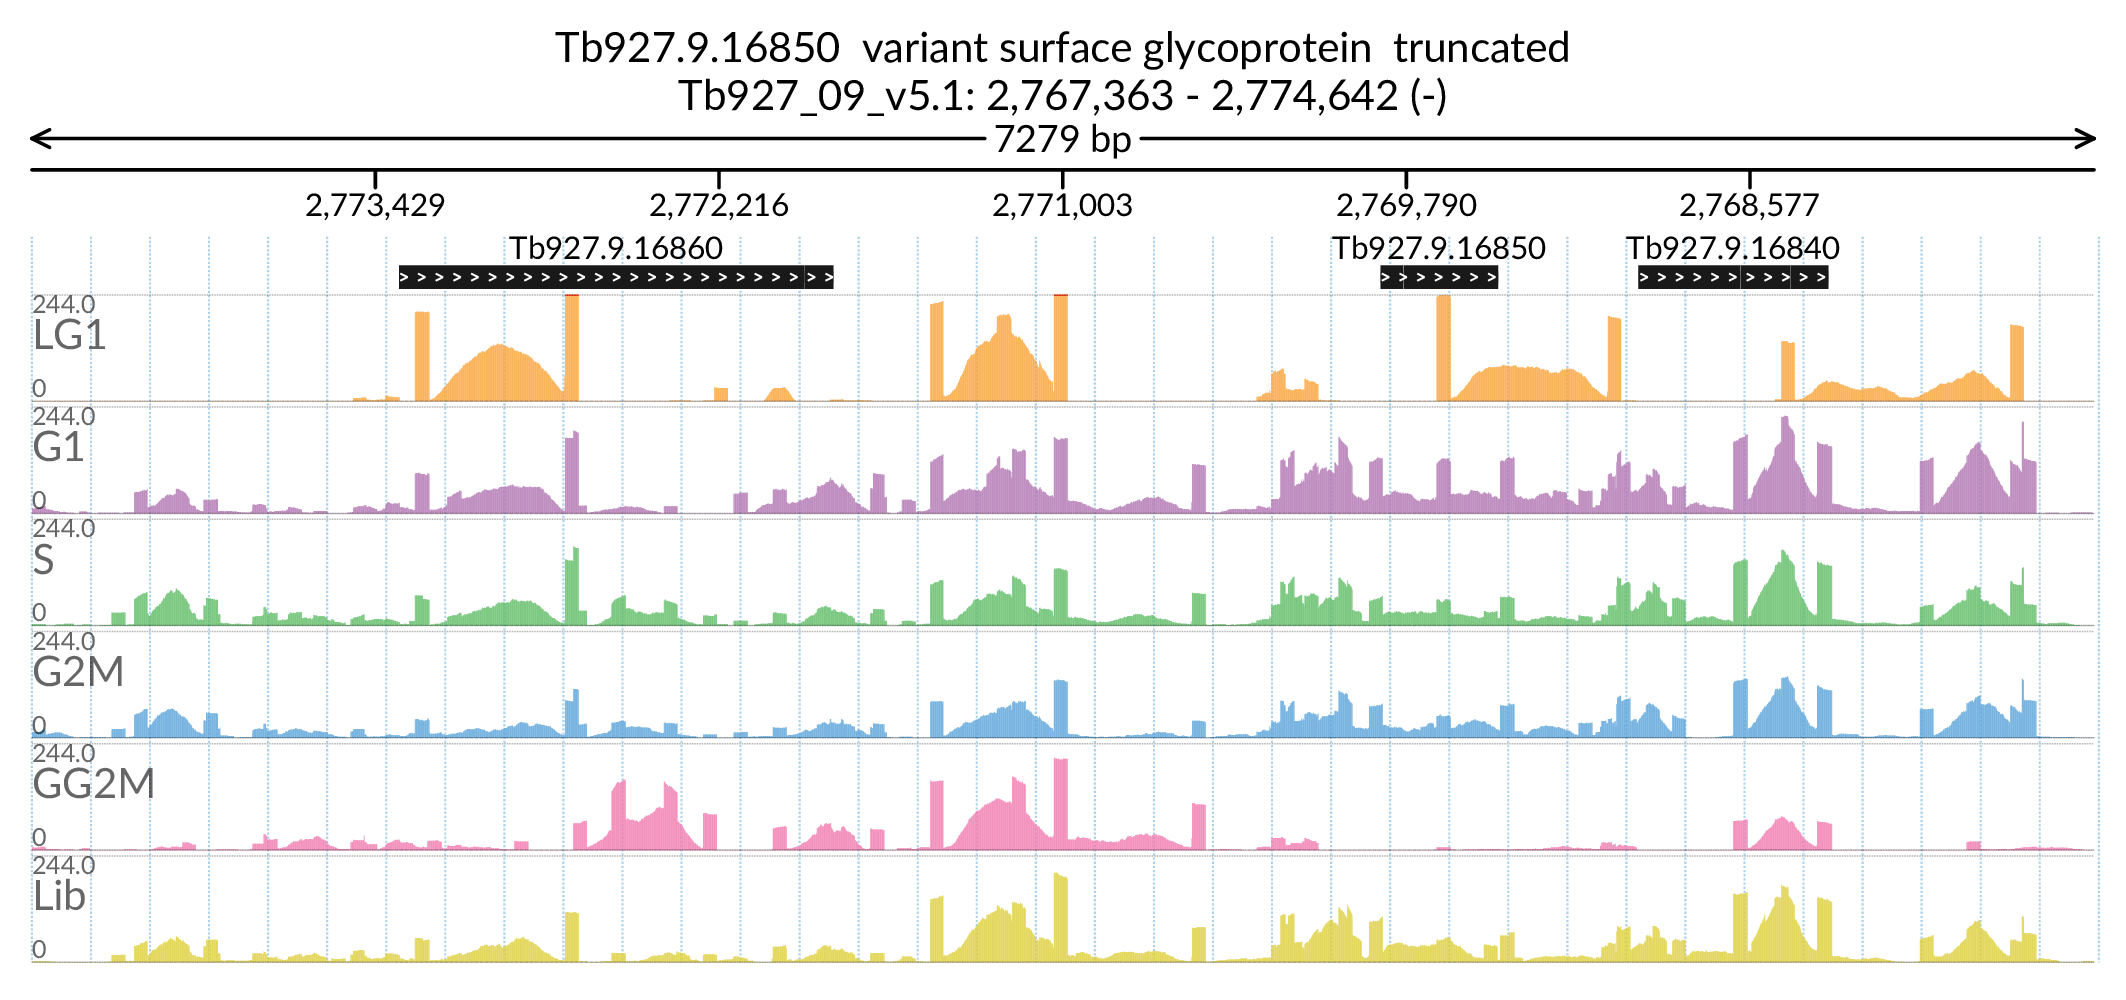 Tb927.9.16850 variant surface glycoprotein truncated
Tb927_09_v5.1: 2,767,363 - 2,774,642 (-)
7279 bp
2,773,429 2,772,216 2,771,003 2,769,790 2,768,577
Tb927.9.16860 Tb927.9.16850 Tb927.9.16840
244.0
LG1
0
244.0
G1
0
244.0
S
0
244.0
G2M
0
244.0
GG2M
0
244.0
Lib
0